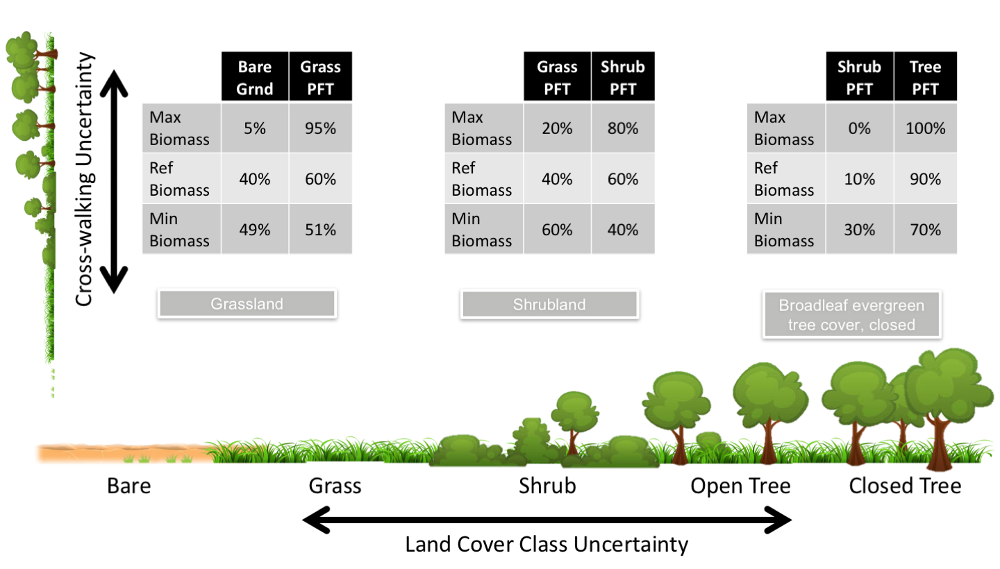 Cross-walking Uncertainty
Bare Grnd Grass PFT
Max Biomass 5% 95%
Ref Biomass 40% 60%
Min Biomass 49% 51%
Grassland
Grass PFT Shrub PFT
Max Biomass 20% 80%
Ref Biomass 40% 60%
Min Biomass 60% 40%
Shrubland
Shrub PFT Tree PFT
Max Biomass 0% 100%
Ref Biomass 10% 90%
Min Biomass 30% 70%
Broadleaf evergreen
tree cover, closed
Bare Grass Shrub Open Tree Closed Tree
Land Cover Class Uncertainty